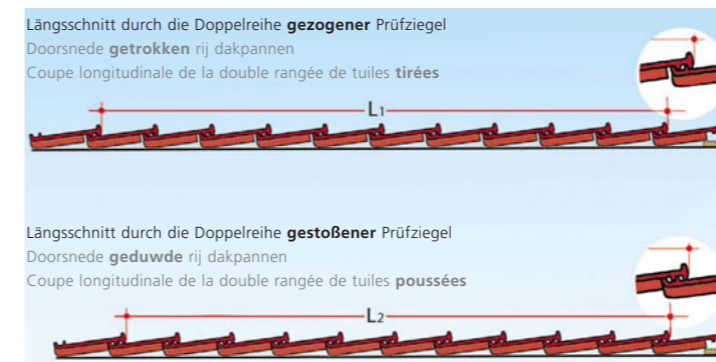 Längsschnitt durch die Doppelreihe gezogener Prüfziegel
Doorsnede getrokken rij dakpannen
Coupe longitudinale de la double rangée de tuiles tirées
L1
Längsschnitt durch die Doppelreihe gestoßener Prüfziegel
Doorsnede geduwde rij dakpannen
Coupe longitudinale de la double rangée de tuiles poussées
L2